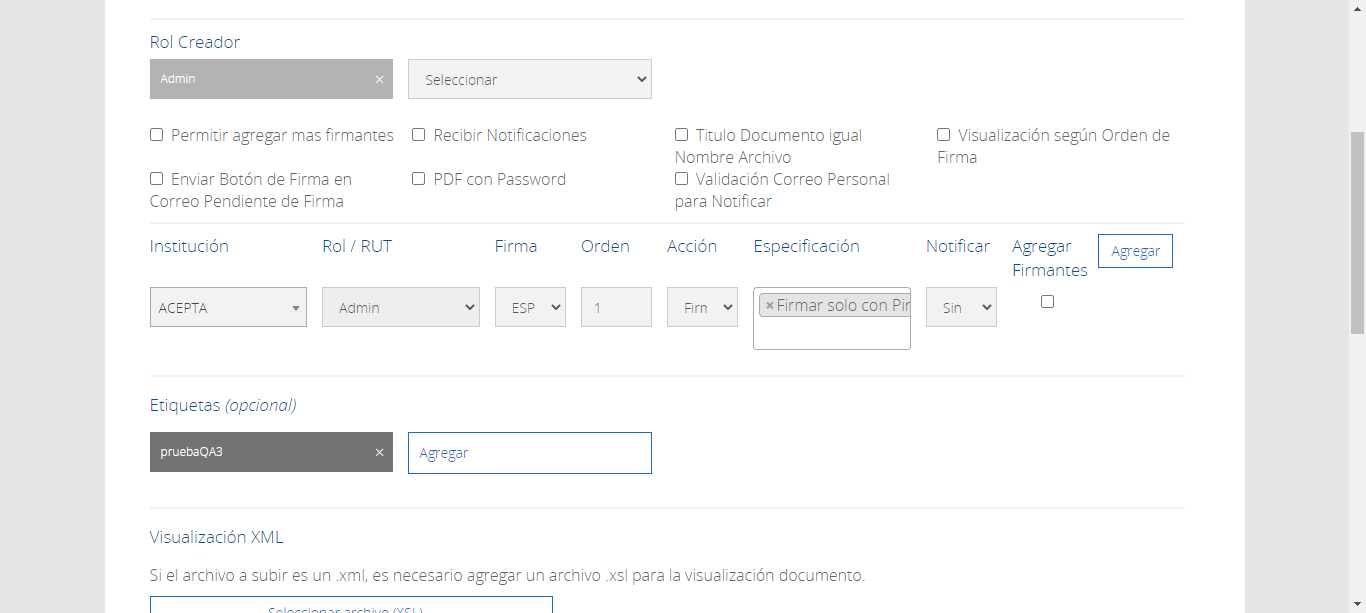 Rol Creador
Admin ×
Seleccionar
Permitir agregar mas firmantes
Recibir Notificaciones
Titulo Documento igual
Nombre Archivo
Visualización según Orden de
Firma
Enviar Botón de Firma en
Correo Pendiente de Firma
PDF con Password
Validación Correo Personal
para Notificar
Institución
Rol / RUT
Firma
Orden
Acción
Especificación
Notificar
Agregar
Firmantes
Agregar
ACEPTA
Admin
ESP
1
Firn
×Firmar solo con Pin
Sin
Etiquetas (opcional)
pruebaQA3 ×
Agregar
Visualización XML
Si el archivo a subir es un .xml, es necesario agregar un archivo .xsl para la visualización documento.
Seleccionar archivo (XSL)